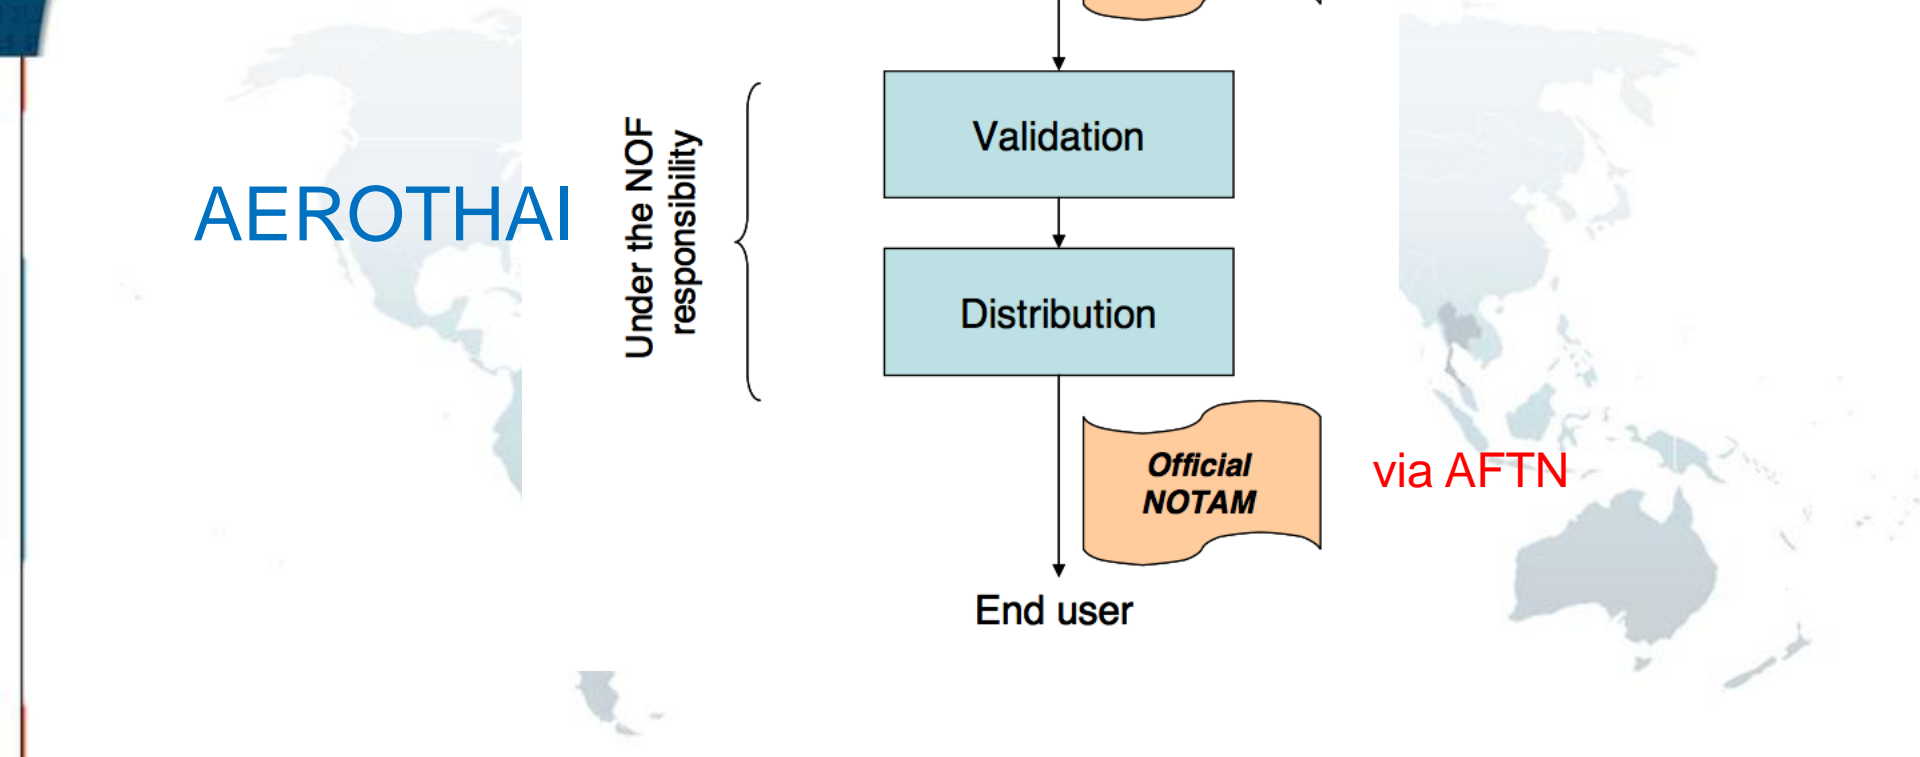 Validation
AEROTHAI
Under the NOF
responsibility
Distribution
Official
NOTAM
via AFTN
End user